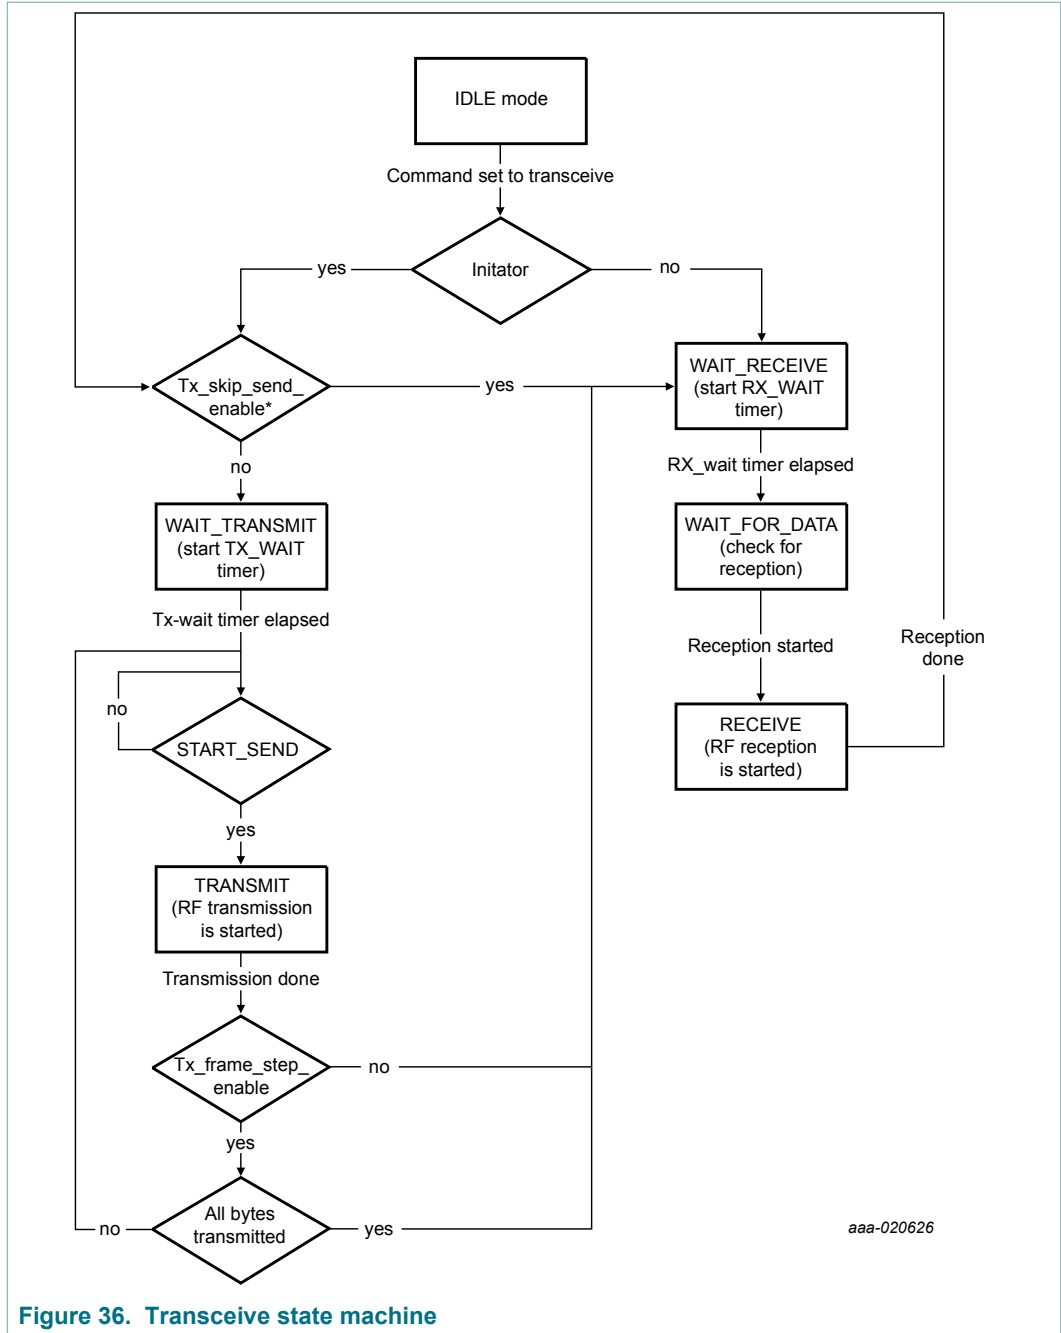 IDLE mode
Command set to transceive
Initator
yes
no
Tx_skip_send_
enable*
yes
WAIT_RECEIVE
(start RX_WAIT
timer)
no
RX_wait timer elapsed
WAIT_TRANSMIT
(start TX_WAIT
timer)
WAIT_FOR_DATA
(check for
reception)
Tx-wait timer elapsed
Reception started
Reception
done
no
START_SEND
RECEIVE
(RF reception
is started)
yes
TRANSMIT
(RF transmission
is started)
Transmission done
Tx_frame_step_
enable
no
yes
All bytes
transmitted
no
yes
aaa-020626
Figure 36. Transceive state machine